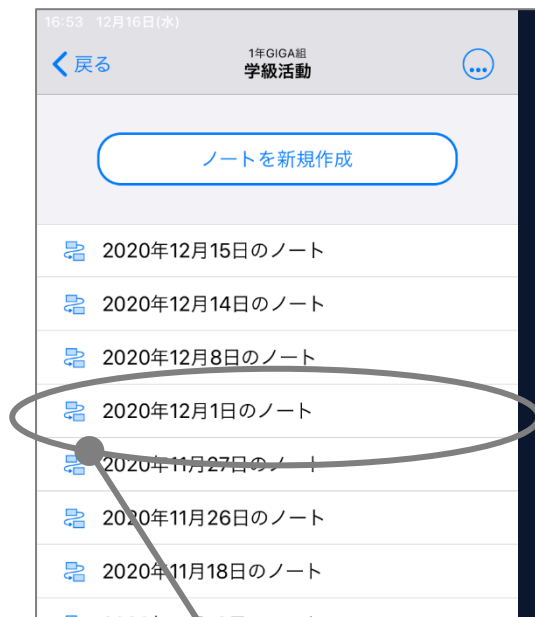 16:53 12月16日(水)
戻る
1年GIGA組
学級活動
ノートを新規作成
2020年12月15日のノート
2020年12月14日のノート
2020年12月8日のノート
2020年12月1日のノート
2020年11月27日のノート
2020年11月26日のノート
2020年11月18日のノート